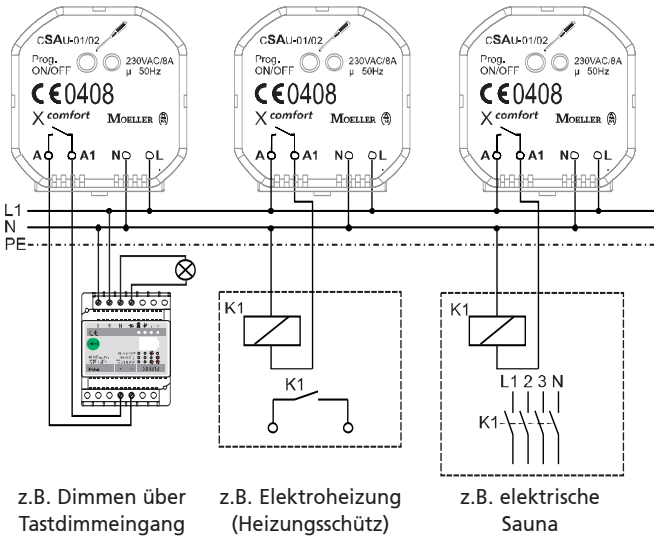 CSAU-01/02
Prog. ON/OFF
230VAC/8A µ 50Hz
CE0408
Xcomfort MOELLER
A A1 N L
CSAU-01/02
Prog. ON/OFF
230VAC/8A µ 50Hz
CE0408
Xcomfort MOELLER
A A1 N L
CSAU-01/02
Prog. ON/OFF
230VAC/8A µ 50Hz
CE0408
Xcomfort MOELLER
A A1 N L
L1
N
PE
K1
K1
K1
L1 2 3 N
K1
z.B. Dimmen über
Tastdimmeingang
z.B. Elektroheizung
(Heizungsschütz)
z.B. elektrische
Sauna